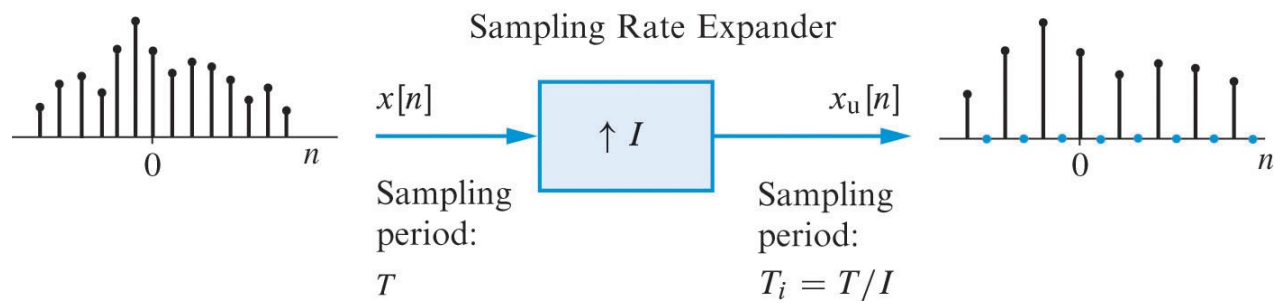 Sampling Rate Expander
x[n]
x_u[n]
↑ I
0
n
0
n
Sampling
period:
T
Sampling
period:
T_i = T/I